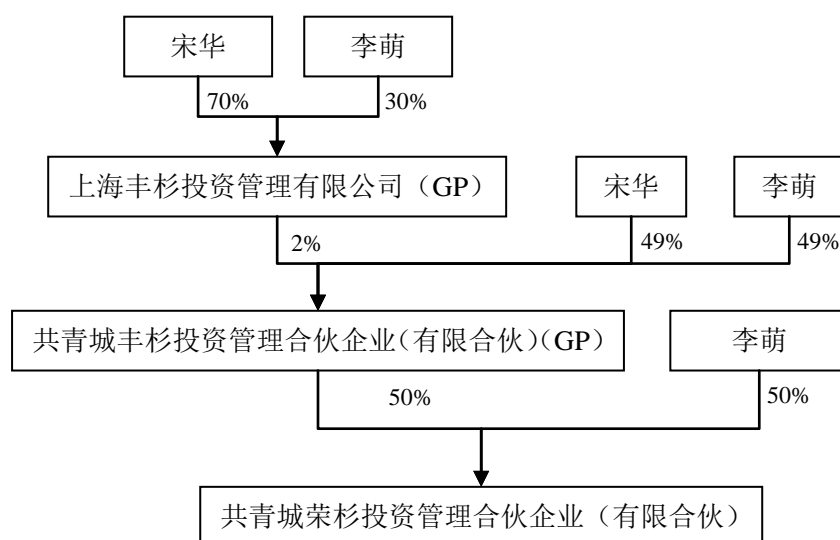 宋华 李萌
70% 30%
上海丰杉投资管理有限公司（GP） 宋华 李萌
2% 49% 49%
共青城丰杉投资管理合伙企业（有限合伙）（GP） 李萌
50% 50%
共青城荣杉投资管理合伙企业（有限合伙）